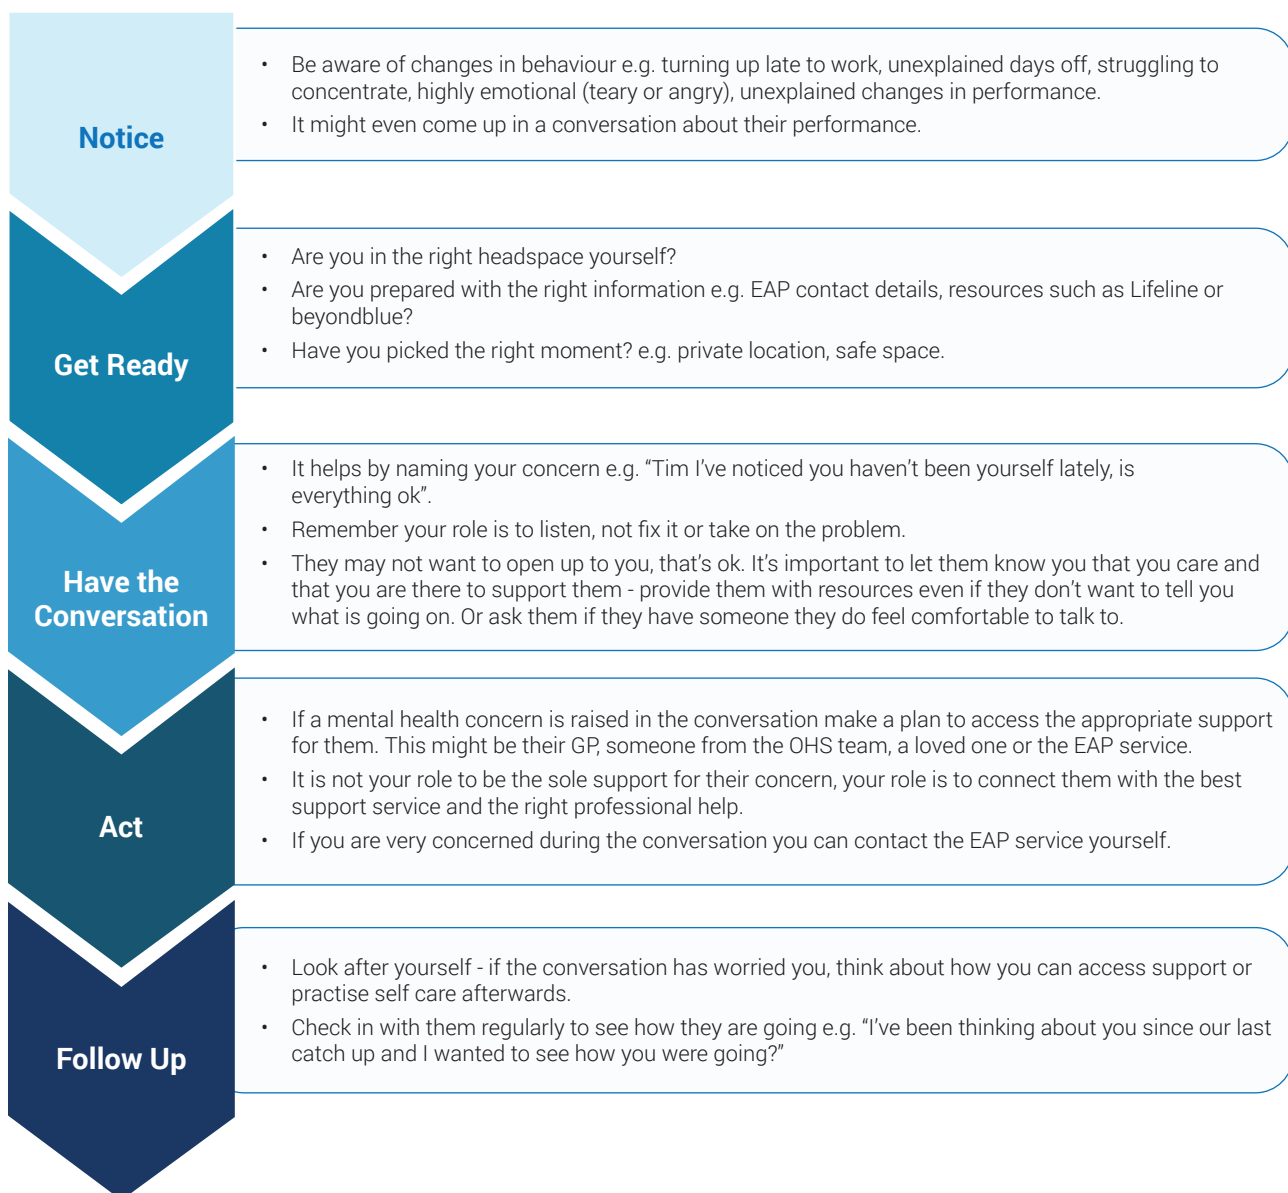 Notice
• Be aware of changes in behaviour e.g. turning up late to work, unexplained days off, struggling to
concentrate, highly emotional (teary or angry), unexplained changes in performance.
• It might even come up in a conversation about their performance.
Get Ready
• Are you in the right headspace yourself?
• Are you prepared with the right information e.g. EAP contact details, resources such as Lifeline or
beyondblue?
• Have you picked the right moment? e.g. private location, safe space.
Have the
Conversation
• It helps by naming your concern e.g. “Tim I’ve noticed you haven’t been yourself lately, is
everything ok”.
• Remember your role is to listen, not fix it or take on the problem.
• They may not want to open up to you, that’s ok. It’s important to let them know you that you care and
that you are there to support them - provide them with resources even if they don’t want to tell you
what is going on. Or ask them if they have someone they do feel comfortable to talk to.
Act
• If a mental health concern is raised in the conversation make a plan to access the appropriate support
for them. This might be their GP, someone from the OHS team, a loved one or the EAP service.
• It is not your role to be the sole support for their concern, your role is to connect them with the best
support service and the right professional help.
• If you are very concerned during the conversation you can contact the EAP service yourself.
Follow Up
• Look after yourself - if the conversation has worried you, think about how you can access support or
practise self care afterwards.
• Check in with them regularly to see how they are going e.g. “I’ve been thinking about you since our last
catch up and I wanted to see how you were going?”